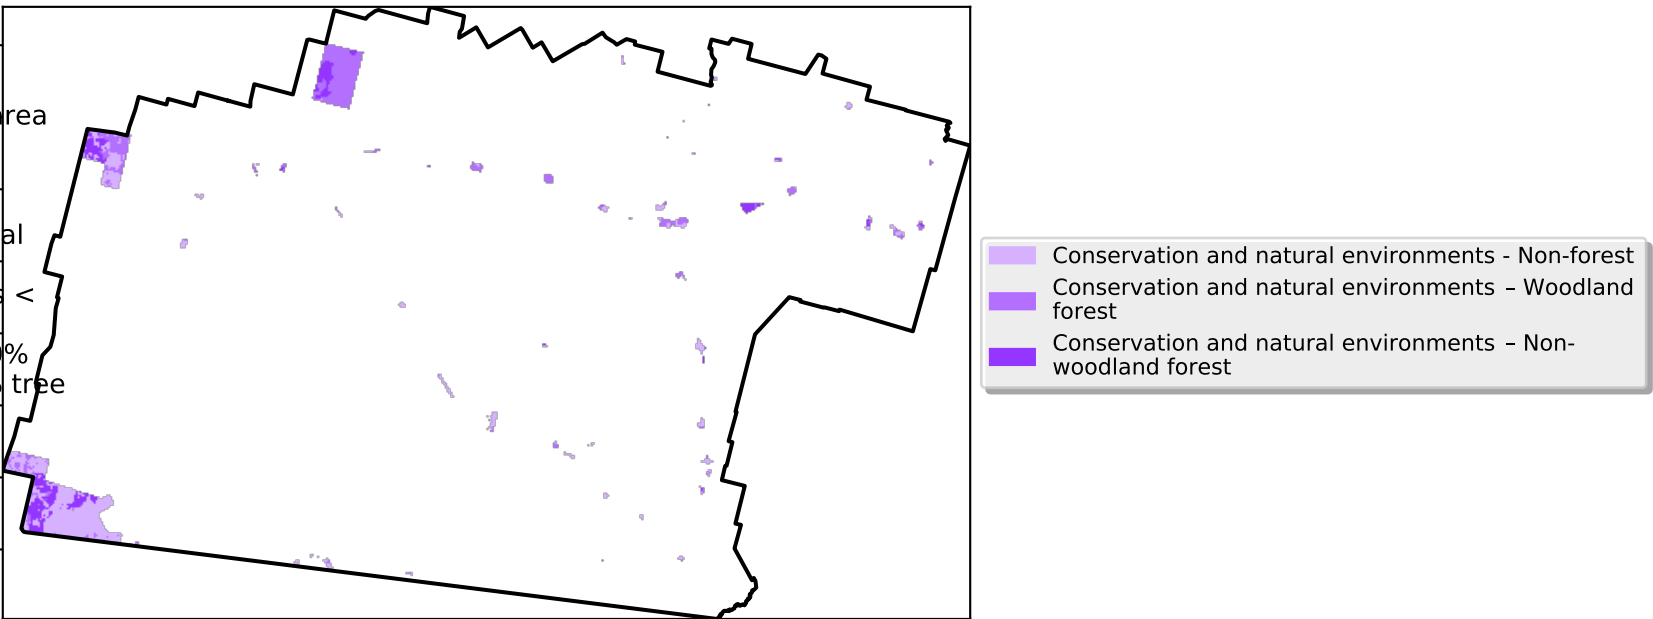 al
<
%
tree
Conservation and natural environments - Non-forest
Conservation and natural environments – Woodland
forest
Conservation and natural environments – Non-
woodland forest